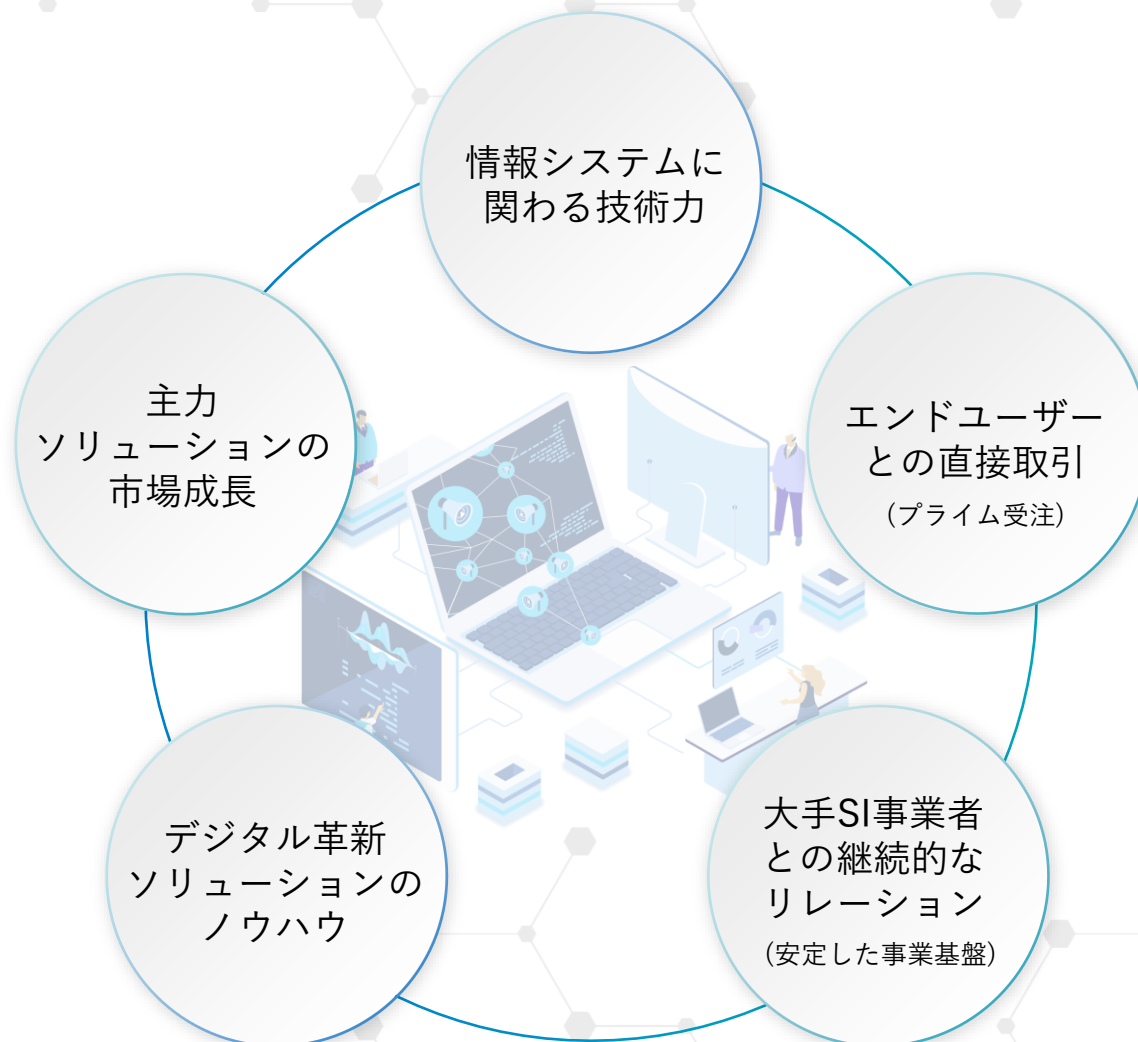 情報システムに
関わる技術力
主力
ソリューションの
市場成長
エンドユーザー
との直接取引
(プライム受注)
デジタル革新
ソリューションの
ノウハウ
大手SI事業者
との継続的な
リレーション
(安定した事業基盤)